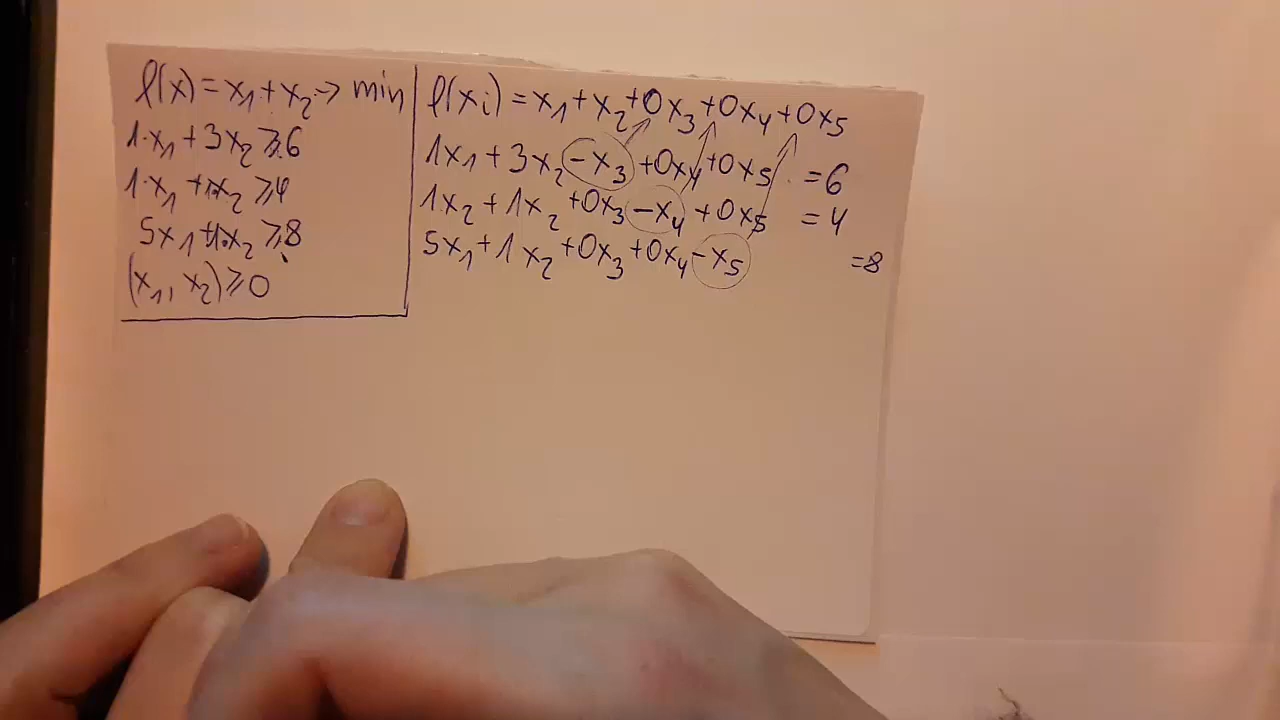 f(x) = x₁ + x₂ → min
1·x₁ + 3x₂ ⩾ 6
1·x₁ + 1x₂ ⩾ 4
5x₁ + 1·x₂ ⩾ 8
(x₁, x₂) ⩾ 0
f(xi) = x₁ + x₂ + 0x₃ + 0x₄ + 0x₅
1x₁ + 3x₂ - x₃ + 0x₄ + 0x₅ = 6
1x₂ + 1x₂ + 0x₃ - x₄ + 0x₅ = 4
5x₁ + 1x₂ + 0x₃ + 0x₄ - x₅ = 8